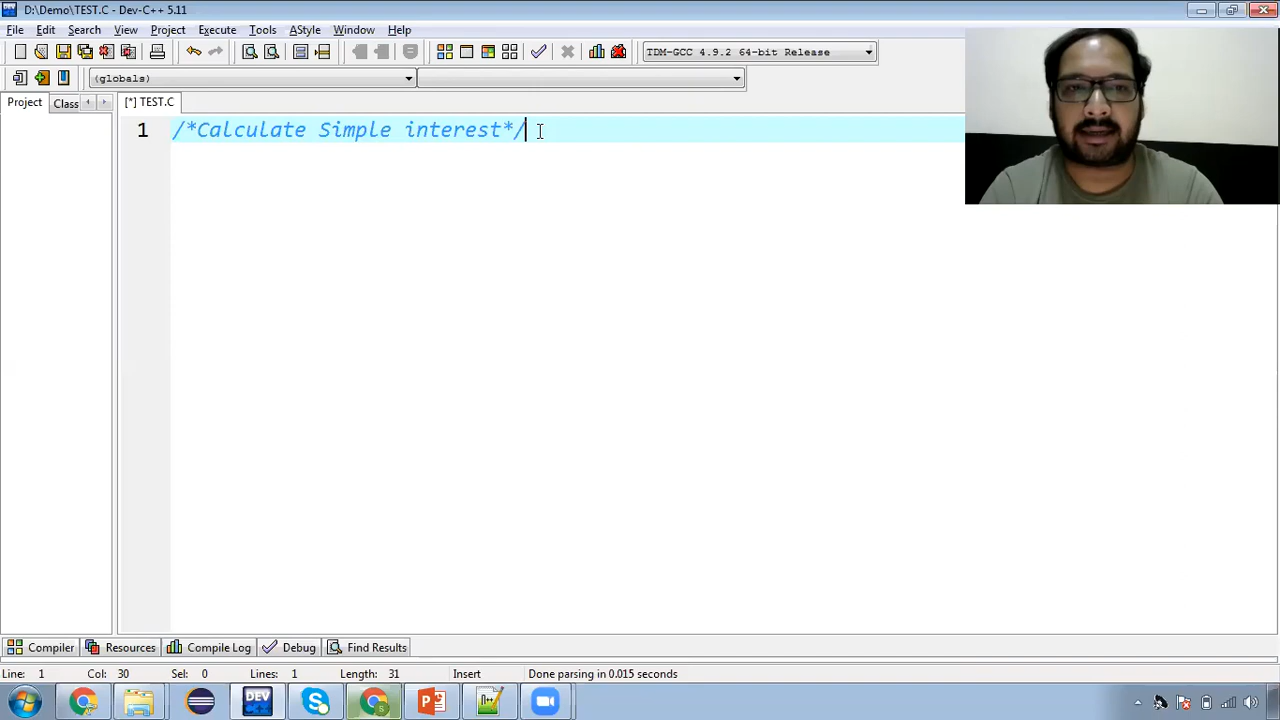 D:\Demo\TEST.C - Dev-C++ 5.11
File Edit Search View Project Execute Tools AStyle Window Help
TDM-GCC 4.9.2 64-bit Release
(globals)
Project Class [*] TEST.C
1 /*Calculate Simple interest*/
Compiler Resources Compile Log Debug Find Results
Line: 1 Col: 30 Sel: 0 Lines: 1 Length: 31 Insert Done parsing in 0.015 seconds
DEV C++